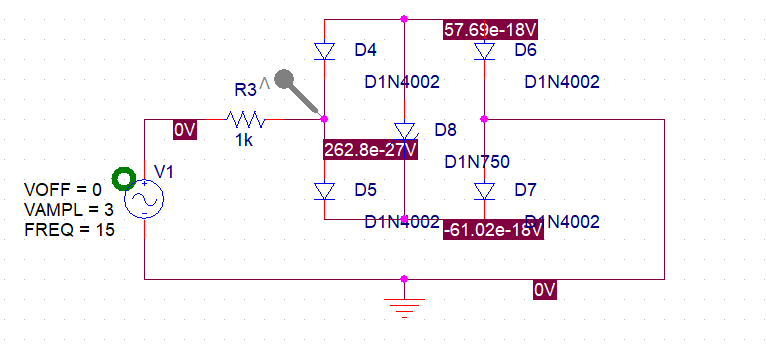 57.69e-18V
D4
D6
D1N4002
D1N4002
R3
V
0V
1k
D8
262.8e-27V
D1N750
V1
VOFF = 0
VAMPL = 3
FREQ = 15
D5
D7
D1N4002
D1N4002
-61.02e-18V
0V